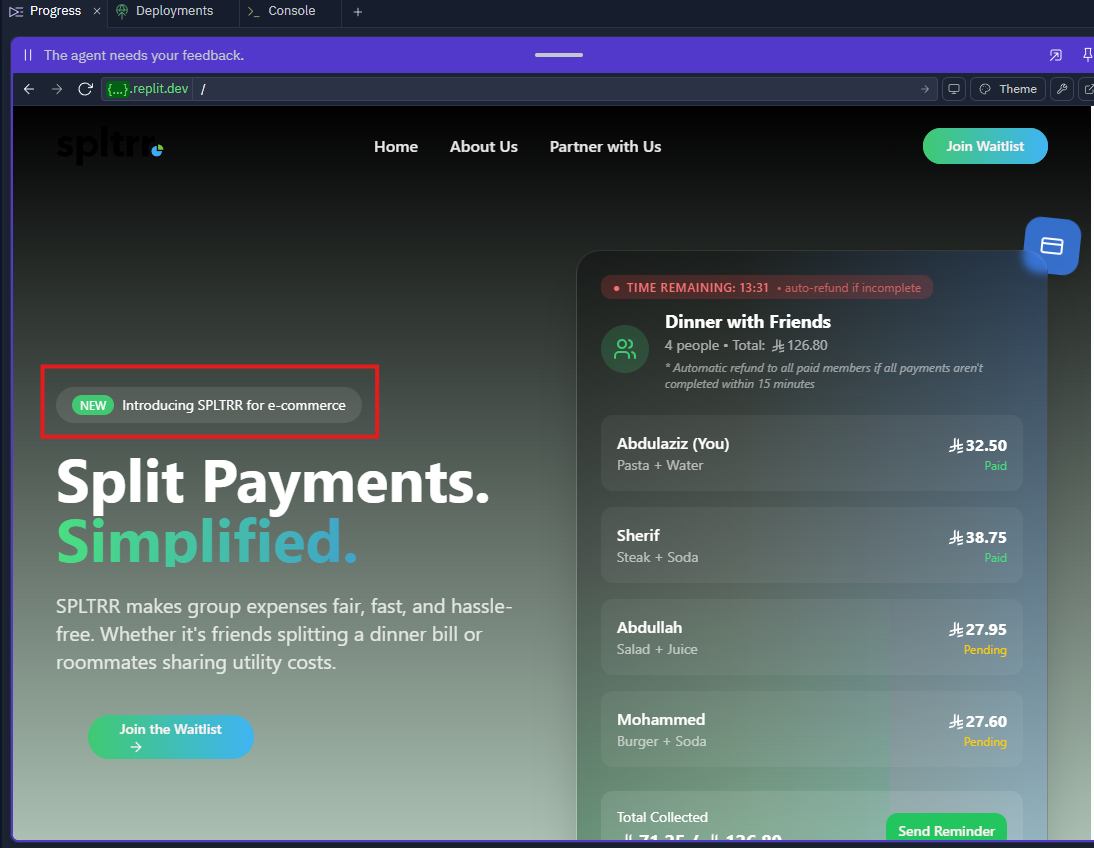 Progress × Deployments Console +
The agent needs your feedback.
{...}.replit.dev /
Theme
spltrr
Home About Us Partner with Us
Join Waitlist
• TIME REMAINING: 13:31 • auto-refund if incomplete
Dinner with Friends
4 people • Total: 126.80
* Automatic refund to all paid members if all payments aren't
completed within 15 minutes
NEW Introducing SPLTRR for e-commerce
Split Payments.
Simplified.
SPLTRR makes group expenses fair, fast, and hassle-
free. Whether it's friends splitting a dinner bill or
roommates sharing utility costs.
Join the Waitlist
→
Abdulaziz (You) 32.50
Pasta + Water Paid
Sherif 38.75
Steak + Soda Paid
Abdullah 27.95
Salad + Juice Pending
Mohammed 27.60
Burger + Soda Pending
Total Collected
71.25 / 126.80
Send Reminder